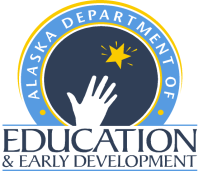 ALASKA DEPARTMENT OF
EDUCATION
& EARLY DEVELOPMENT